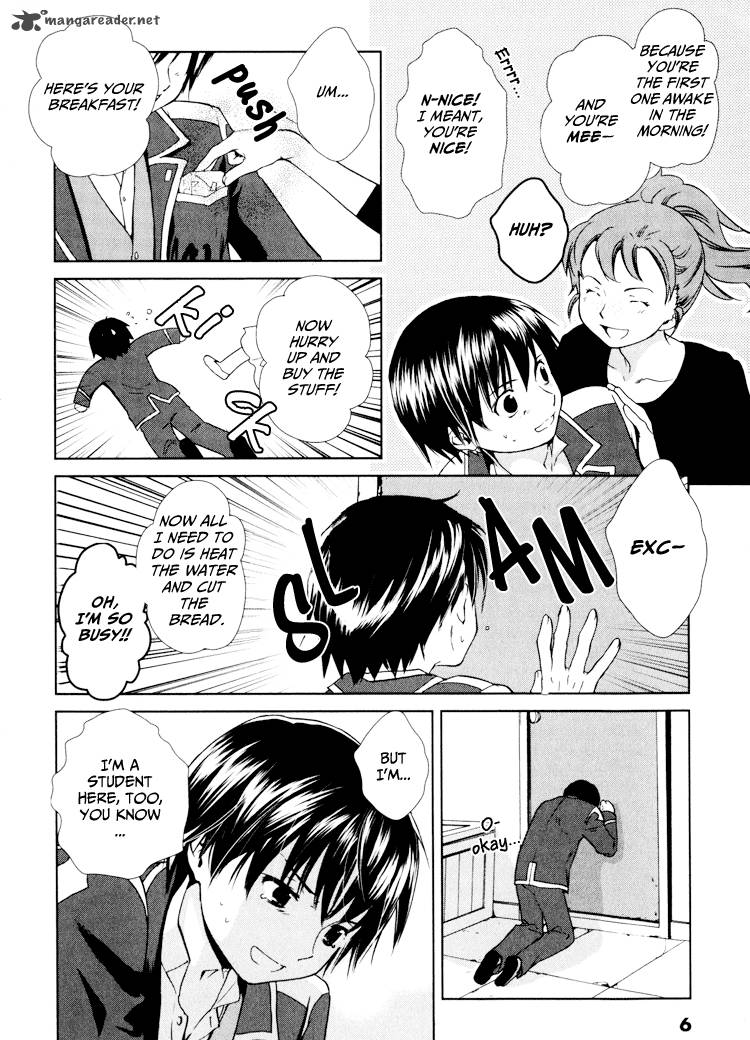 mangareader.net
BECAUSE
YOU'RE
THE FIRST
ONE AWAKE
IN THE
MORNING!
AND
YOU'RE
MEE~
Errrr...
N-NICE!
I MEANT,
YOU'RE
NICE!
HUH?
UM...
push
HERE'S YOUR
BREAKFAST!
ki
ck
NOW
HURRY
UP AND
BUY THE
STUFF!
EXC~
SLAM
NOW ALL
I NEED TO
DO IS HEAT
THE WATER
AND CUT
THE
BREAD.
OH,
I'M SO
BUSY!!
O-
okay...
BUT
I'M...
I'M A
STUDENT
HERE, TOO,
YOU KNOW
...
6